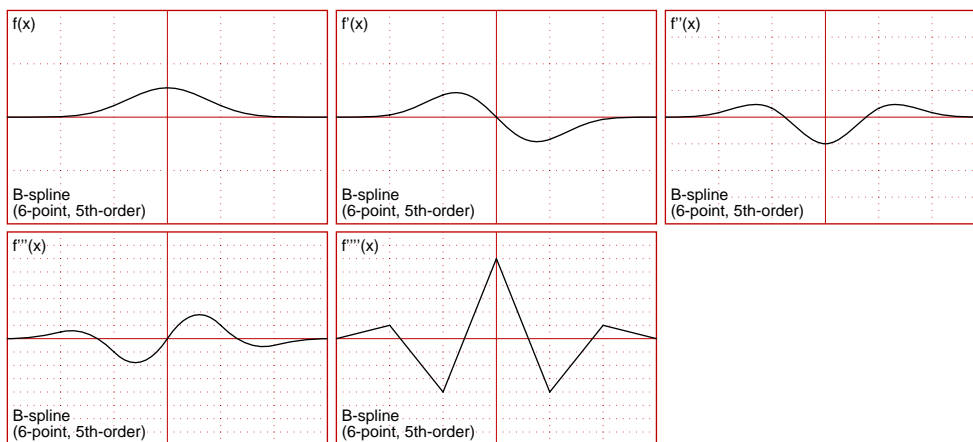 f(x)
B-spline
(6-point, 5th-order)
f'(x)
B-spline
(6-point, 5th-order)
f''(x)
B-spline
(6-point, 5th-order)
f'''(x)
B-spline
(6-point, 5th-order)
f''''(x)
B-spline
(6-point, 5th-order)